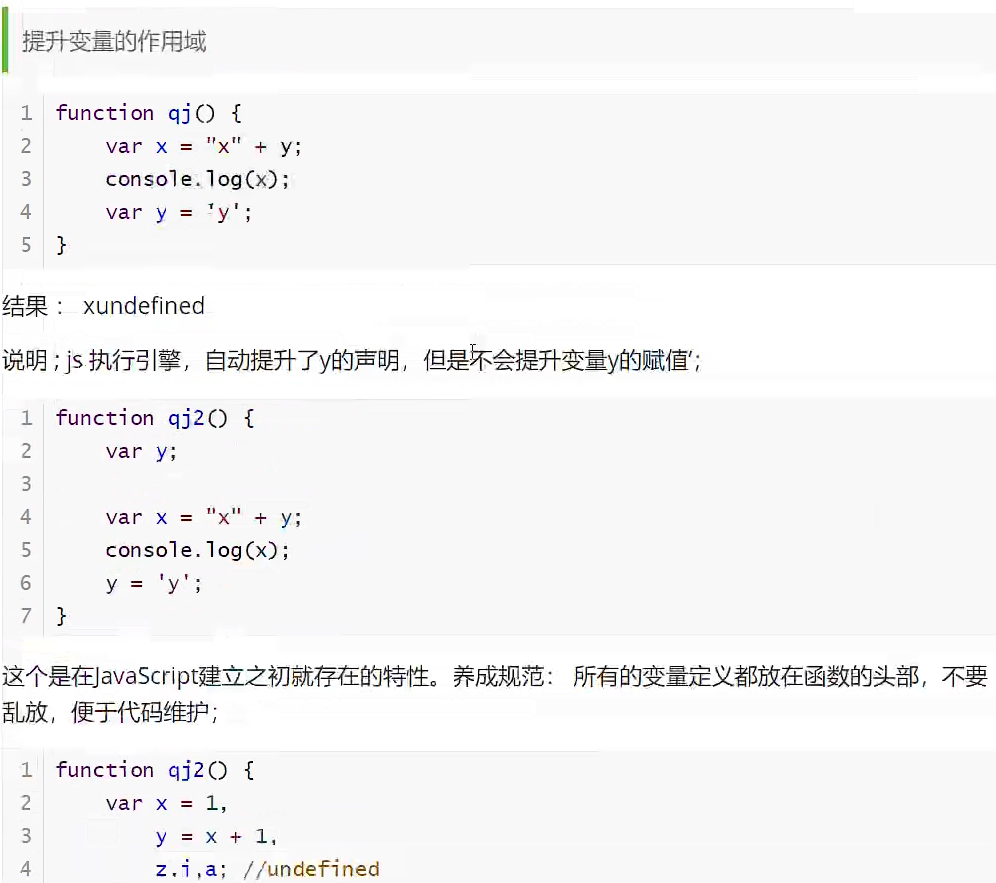 提升变量的作用域
1 function qj() {
2 var x = "x" + y;
3 console.log(x);
4 var y = 'y';
5 }
结果： xundefined
说明；js 执行引擎，自动提升了y的声明，但是不会提升变量y的赋值’；
1 function qj2() {
2 var y;
3
4 var x = "x" + y;
5 console.log(x);
6 y = 'y';
7 }
这个是在JavaScript建立之初就存在的特性。养成规范： 所有的变量定义都放在函数的头部，不要
乱放，便于代码维护；
1 function qj2() {
2 var x = 1,
3 y = x + 1,
4 z.i,a; //undefined